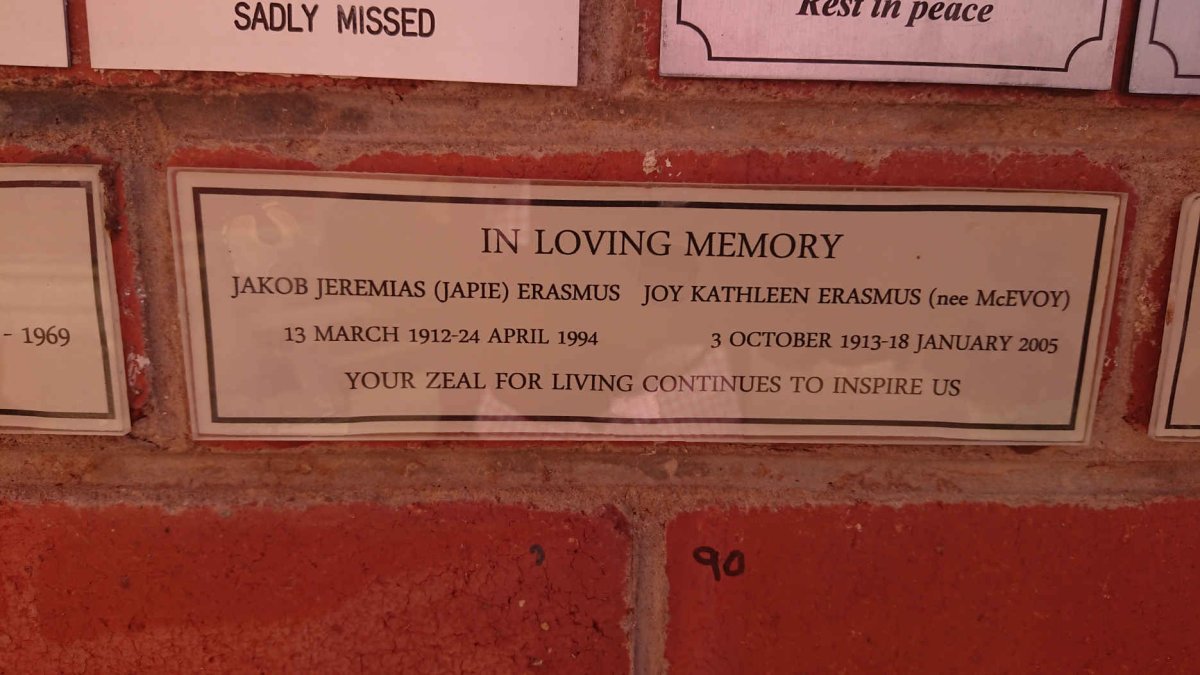 SADLY MISSED
Rest in peace
IN LOVING MEMORY
JAKOB JEREMIAS (JAPIE) ERASMUS JOY KATHLEEN ERASMUS (nee McEVOY)
13 MARCH 1912-24 APRIL 1994 3 OCTOBER 1913-18 JANUARY 2005
YOUR ZEAL FOR LIVING CONTINUES TO INSPIRE US
- 1969
90